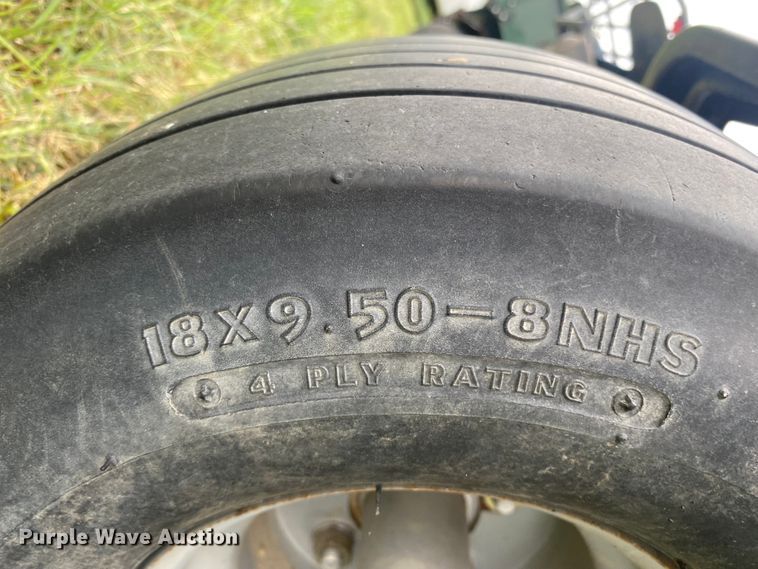 18X9.50-8NHS
4 PLY RATING
Purple Wave Auction